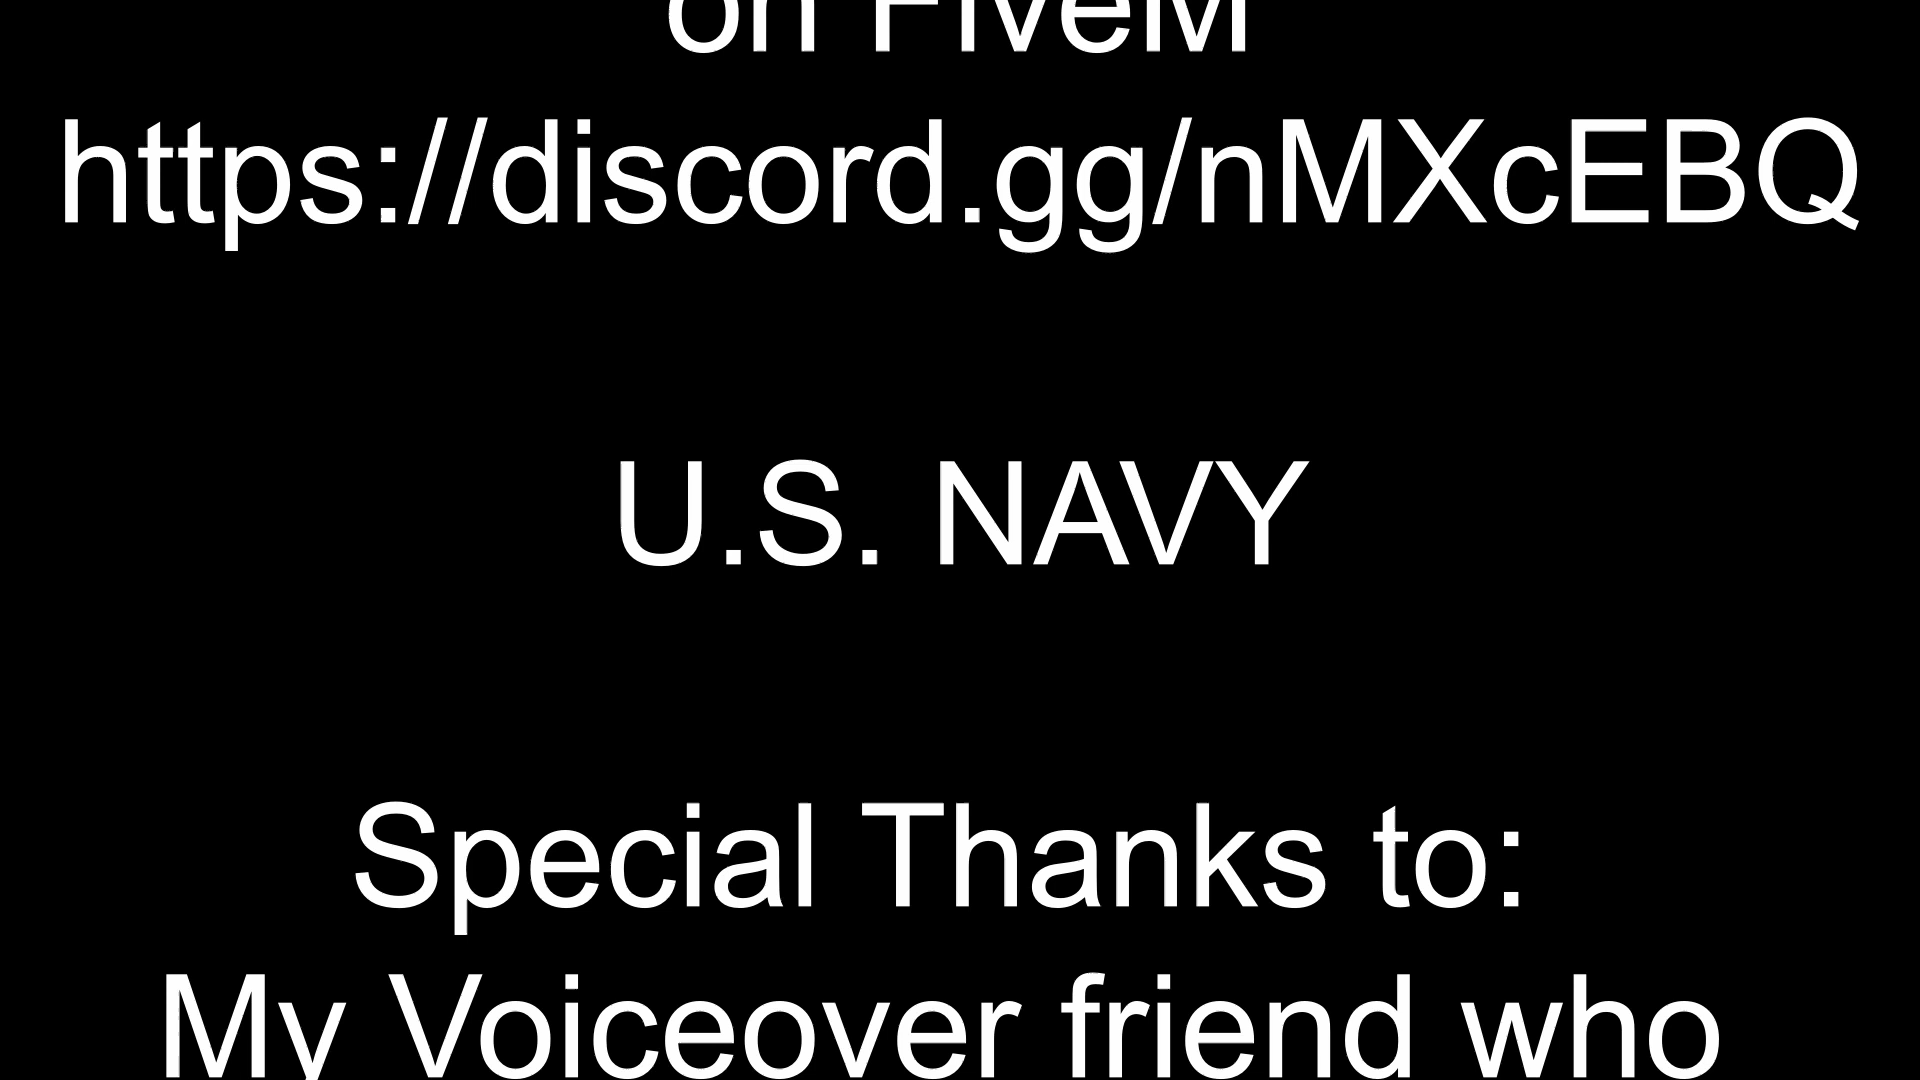 on FiveM
https://discord.gg/nMXcEBQ
U.S. NAVY
Special Thanks to:
My Voiceover friend who